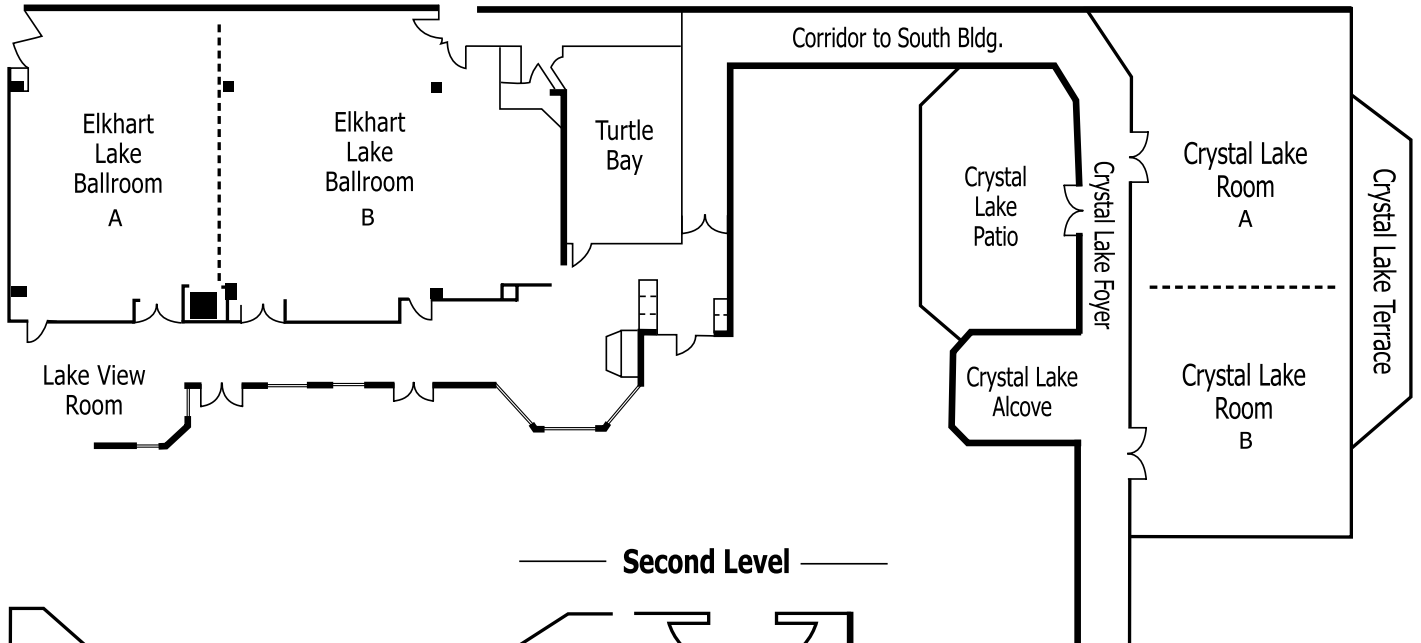 Corridor to South Bldg.
Elkhart
Lake
Ballroom
A
Elkhart
Lake
Ballroom
B
Turtle
Bay
Crystal
Lake
Patio
Crystal Lake Foyer
Crystal Lake
Room
A
Crystal Lake Terrace
Lake View
Room
Crystal Lake
Alcove
Crystal Lake
Room
B
Second Level